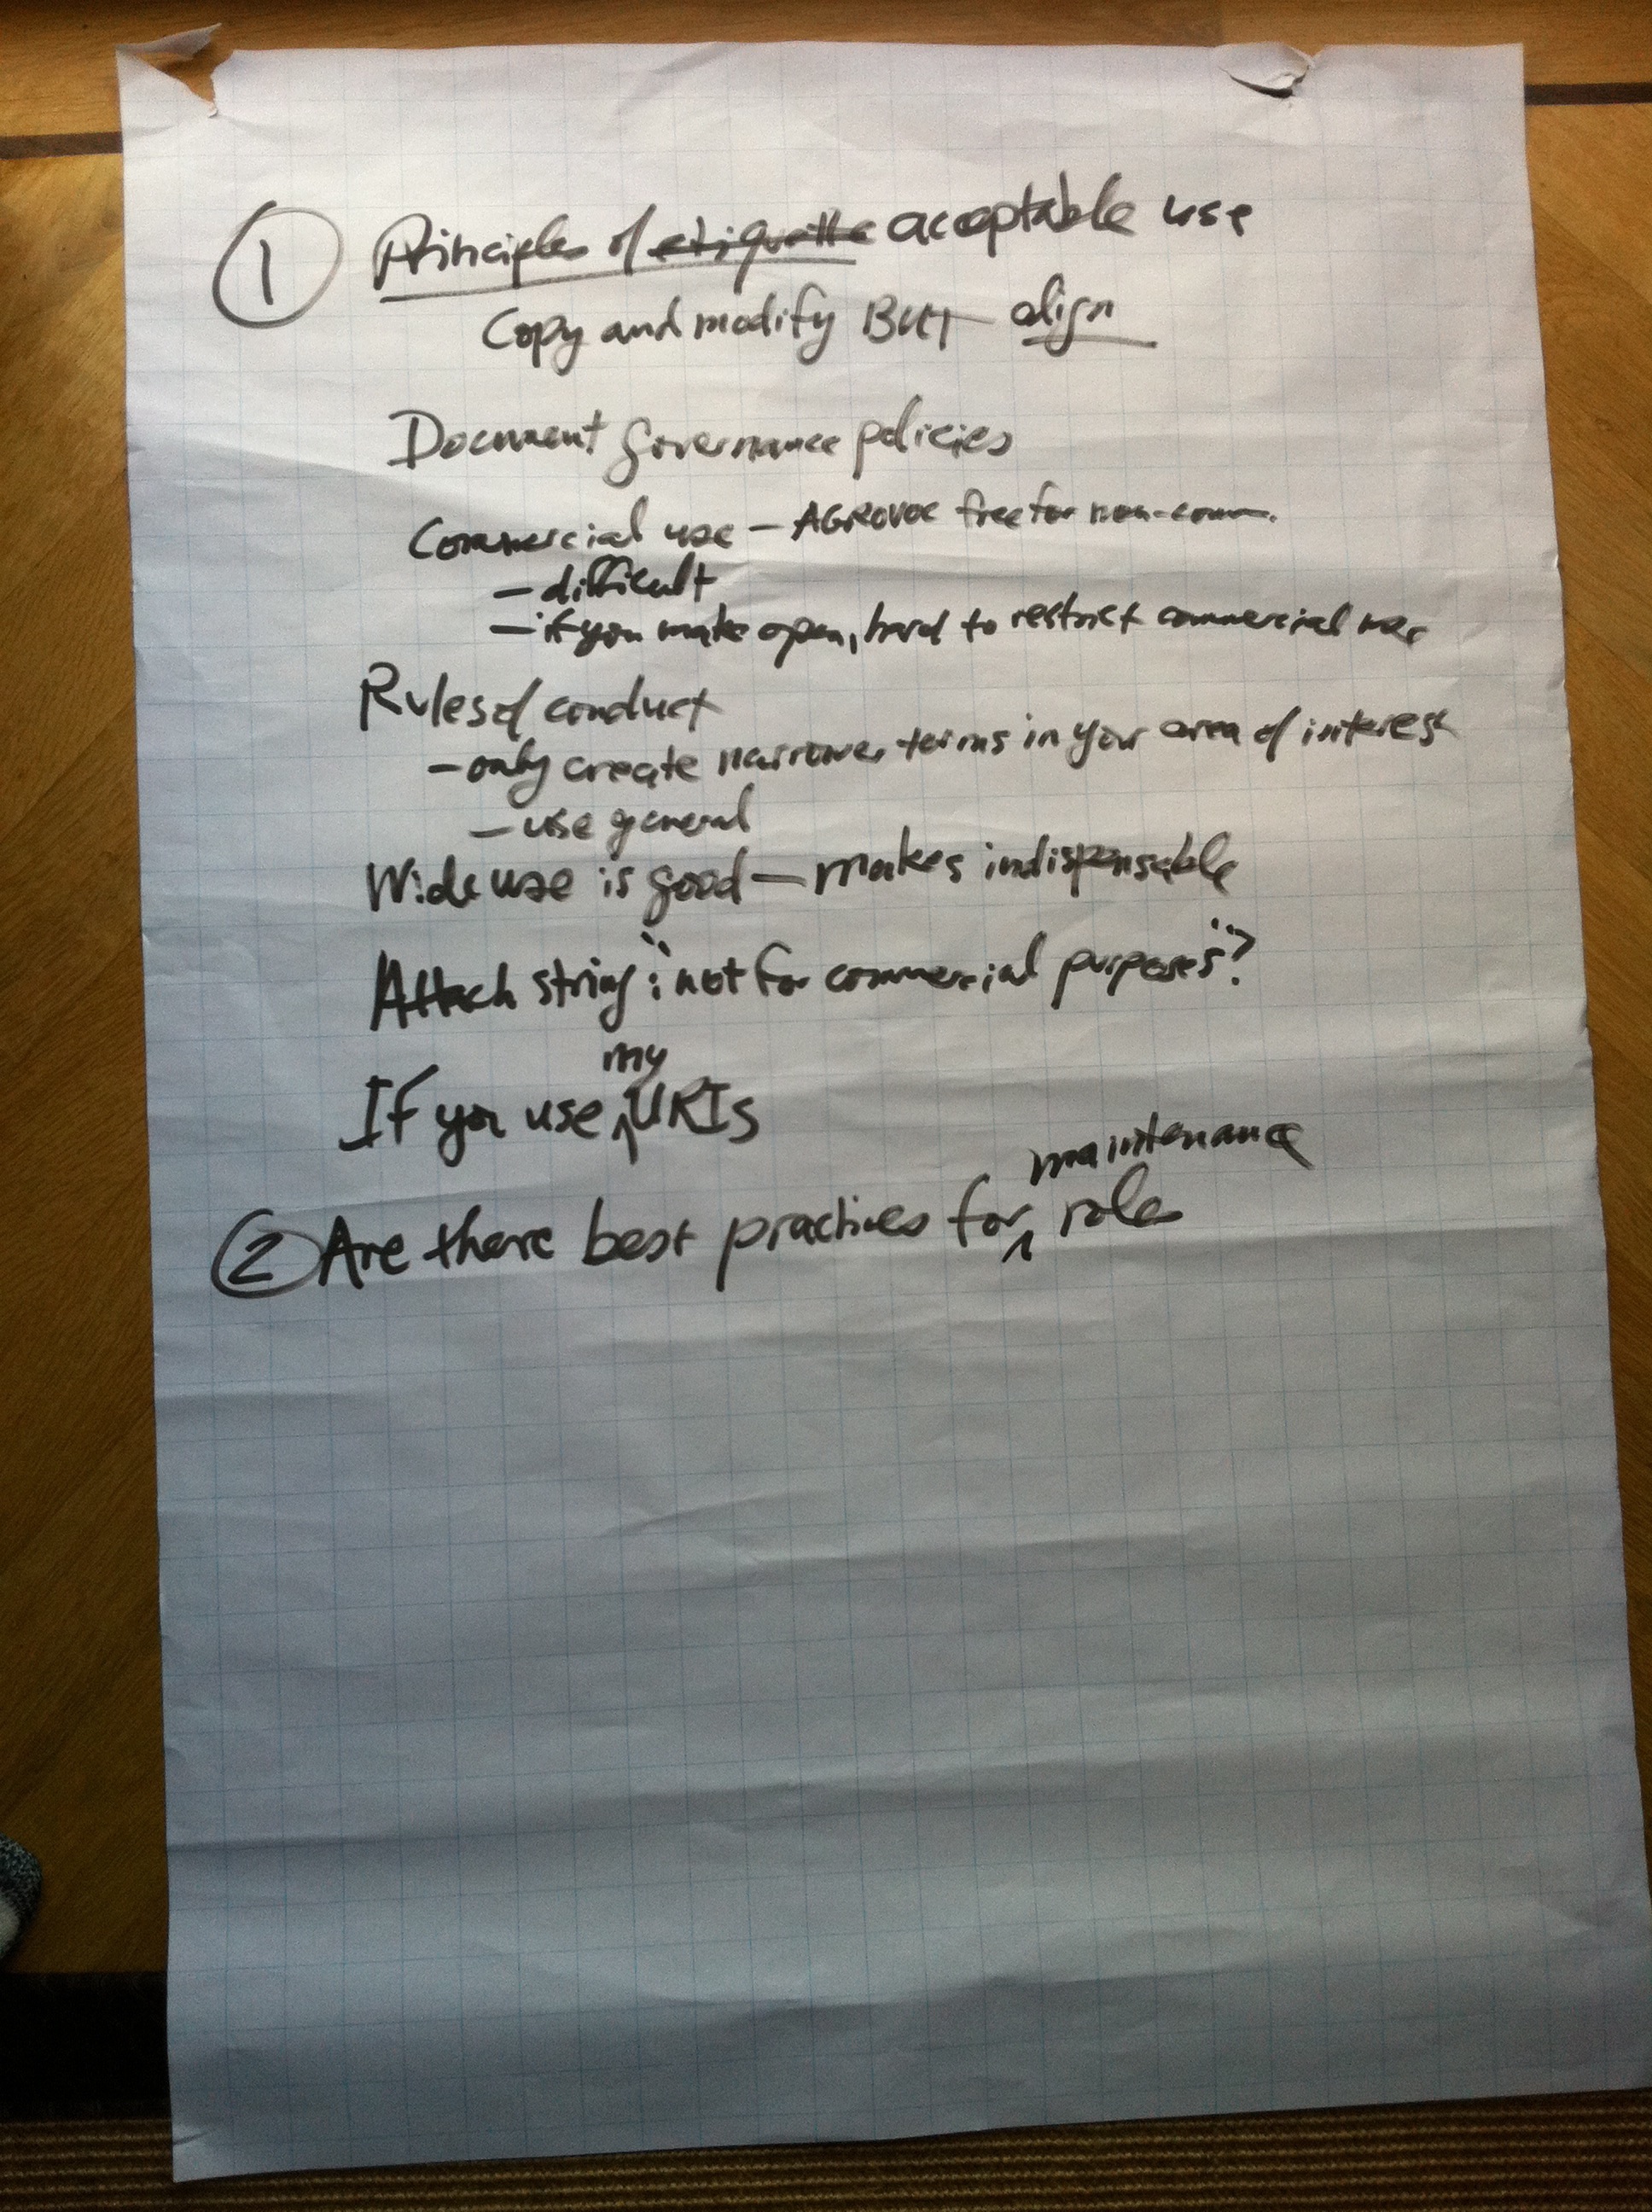 ① Principles of etiquette acceptable use
Copy and modify BUT align
Document governance policies
Commercial use – AGROVOC free for non-comm.
– difficult
– if you make open, hard to restrict commercial use
Rules of conduct
– only create narrower terms in your area of interest
– use general
Wide use is good – makes indispensable
Attach string: "not for commercial purposes"?
If you use my URIs
② Are there best practices for maintenance role